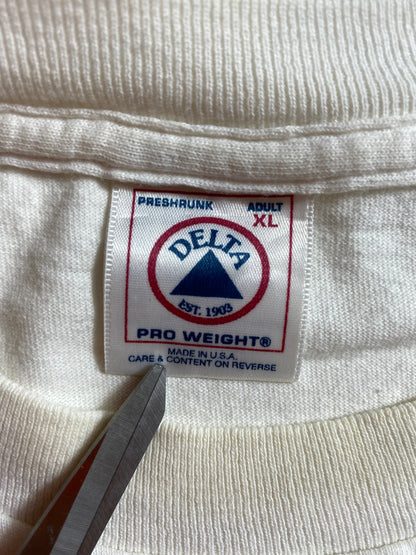 PRESHRUNK ADULT
XL
DELTA
EST. 1903
PRO WEIGHT®
MADE IN U.S.A.
CARE & CONTENT ON REVERSE